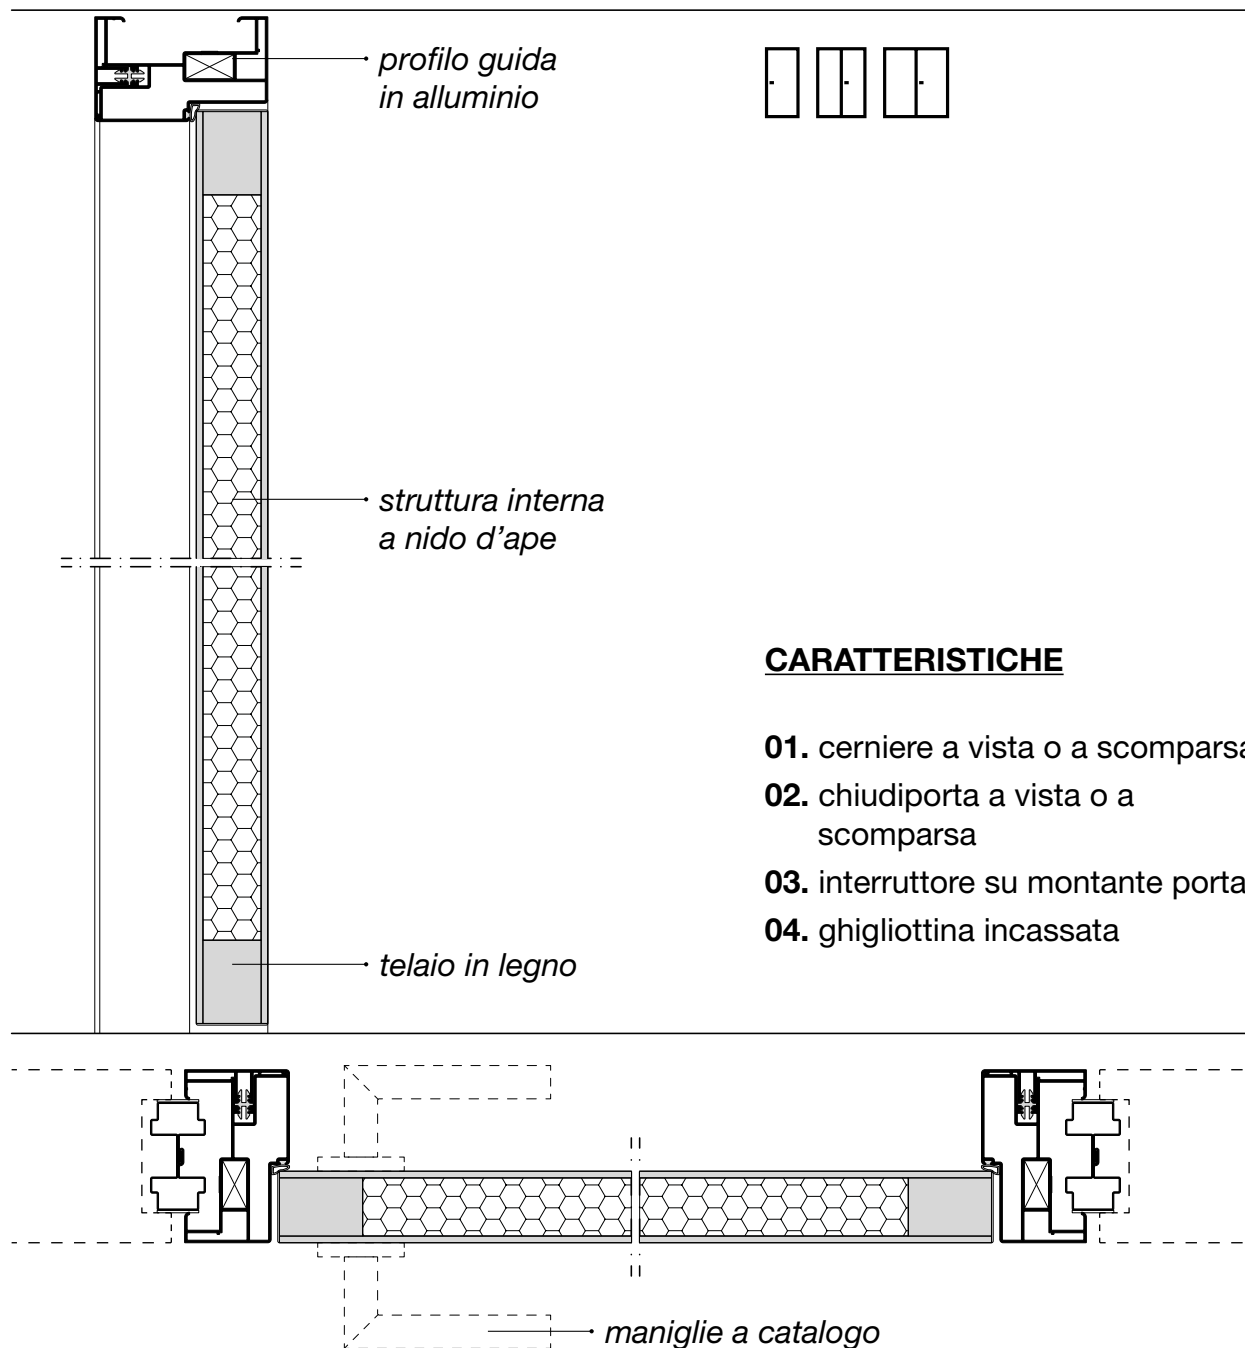 profilo guida
in alluminio
struttura interna
a nido d’ape
CARATTERISTICHE
01. cerniere a vista o a scomparsa
02. chiudiporta a vista o a
scomparsa
03. interruttore su montante porta
04. ghigliottina incassata
telaio in legno
maniglie a catalogo